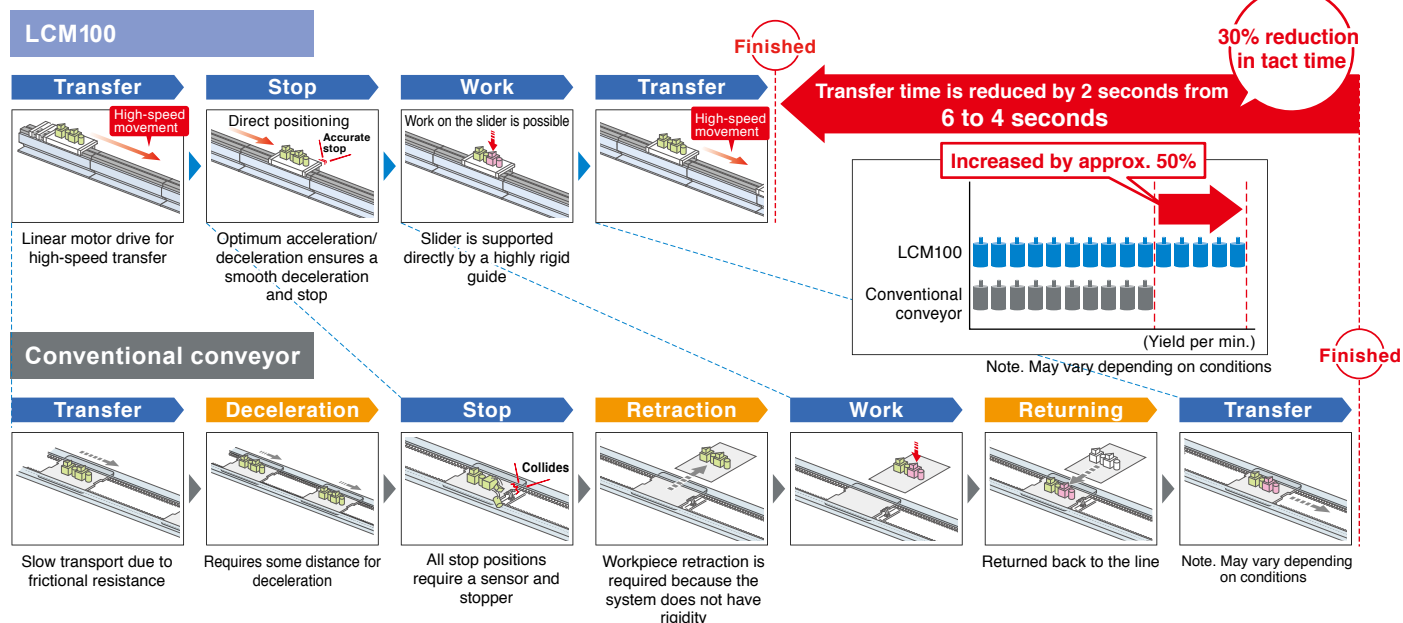 LCM100
Finished
30% reduction
in tact time
Transfer
Stop
Work
Transfer
Transfer time is reduced by 2 seconds from
6 to 4 seconds
High-speed
movement
Direct positioning
Accurate
stop
Work on the slider is possible
High-speed
movement
Linear motor drive for
high-speed transfer
Optimum acceleration/
deceleration ensures a
smooth deceleration
and stop
Slider is supported
directly by a highly rigid
guide
Increased by approx. 50%
LCM100
Conventional
conveyor
(Yield per min.)
Note. May vary depending on conditions
Finished
Conventional conveyor
Transfer
Deceleration
Stop
Retraction
Work
Returning
Transfer
Collides
Slow transport due to
frictional resistance
Requires some distance for
deceleration
All stop positions
require a sensor and
stopper
Workpiece retraction is
required because the
system does not have
rigidity
Returned back to the line
Note. May vary depending
on conditions